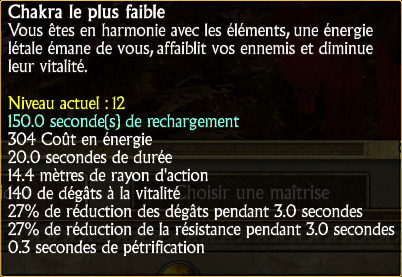 Chakra le plus faible
Vous êtes en harmonie avec les éléments, une énergie
létale émane de vous, affaiblit vos ennemis et diminue
leur vitalité.
Niveau actuel : 12
150.0 seconde(s) de rechargement
304 Coût en énergie
20.0 secondes de durée
14.4 mètres de rayon d'action
140 de dégâts à la vitalité
Choisir une maîtrise
27% de réduction des dégâts pendant 3.0 secondes
27% de réduction de la résistance pendant 3.0 secondes
0.3 secondes de pétrification